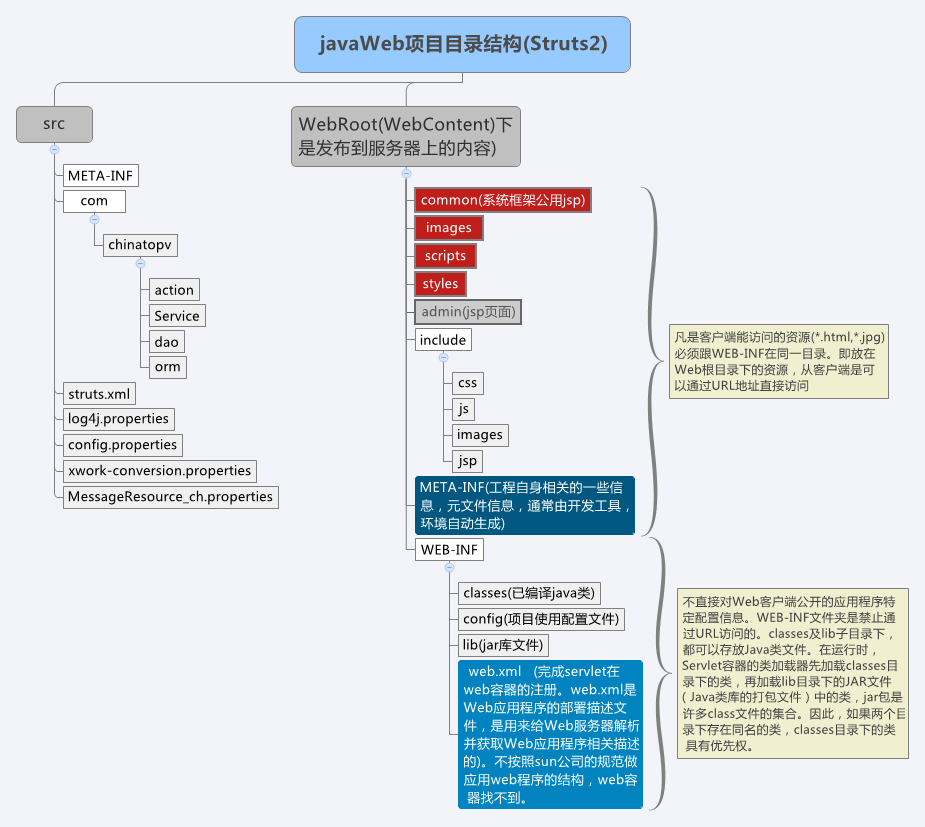 javaWeb项目目录结构(Struts2)
src
META-INF
com
chinatopv
action
Service
dao
orm
struts.xml
log4j.properties
config.properties
xwork-conversion.properties
MessageResource_ch.properties
WebRoot(WebContent)下
是发布到服务器上的内容)
common(系统框架公用jsp)
images
scripts
styles
admin(jsp页面)
include
css
js
images
jsp
META-INF(工程自身相关的一些信
息，元文件信息，通常由开发工具，
环境自动生成)
WEB-INF
classes(已编译java类)
config(项目使用配置文件)
lib(jar库文件)
web.xml (完成servlet在
web容器的注册。web.xml是
Web应用程序的部署描述文
件，是用来给Web服务器解析
并获取Web应用程序相关描述
的)。不按照sun公司的规范做
应用web程序的结构，web容
器找不到。
凡是客户端能访问的资源(*.html,*.jpg)
必须跟WEB-INF在同一目录。即放在
Web根目录下的资源，从客户端是可
以通过URL地址直接访问
不直接对Web客户端公开的应用程序特
定配置信息。WEB-INF文件夹是禁止通
过URL访问的。classes及lib子目录下，
都可以存放Java类文件。在运行时，
Servlet容器的类加载器先加载classes目
录下的类，再加载lib目录下的JAR文件
（Java类库的打包文件）中的类，jar包是
许多class文件的集合。因此，如果两个目
录下存在同名的类，classes目录下的类
具有优先权。